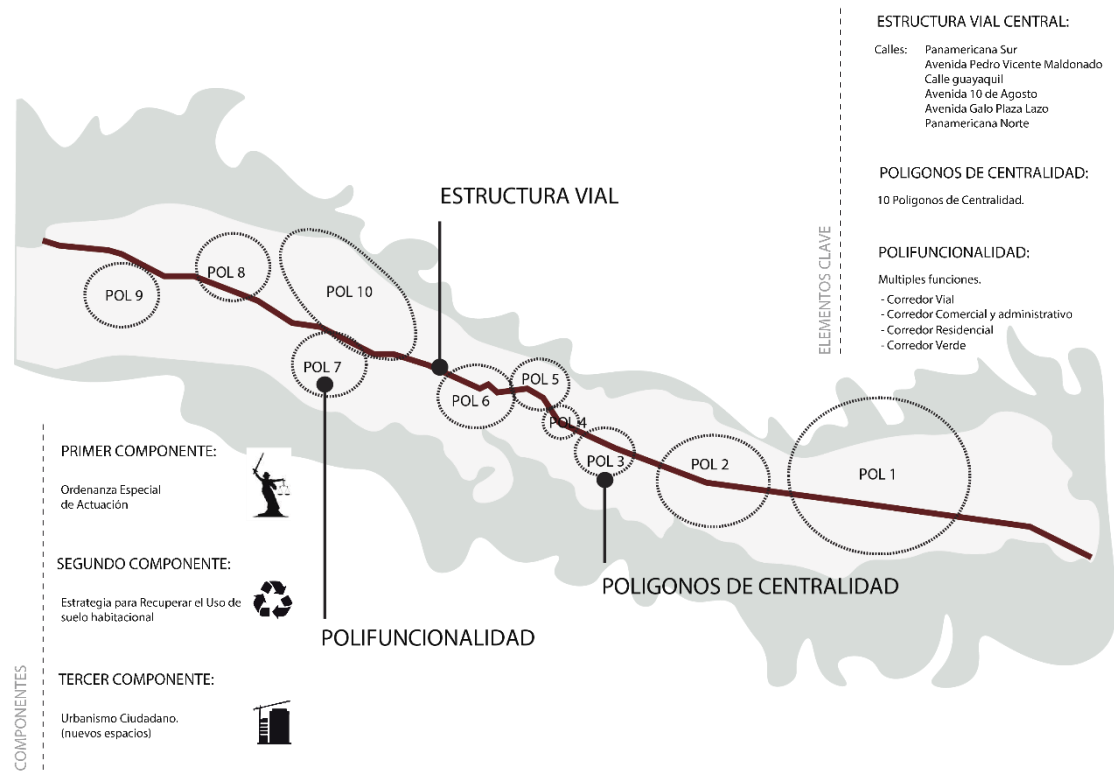 ESTRUCTURA VIAL CENTRAL:
Calles: Panamericana Sur
Avenida Pedro Vicente Maldonado
Calle guayaquil
Avenida 10 de Agosto
Avenida Galo Plaza Lazo
Panamericana Norte
POLIGONOS DE CENTRALIDAD:
10 Poligonos de Centralidad.
POLIFUNCIONALIDAD:
Multiples funciones.
- Corredor Vial
- Corredor Comercial y administrativo
- Corredor Residencial
- Corredor Verde
ELEMENTOS CLAVE
ESTRUCTURA VIAL
POL 9
POL 8
POL 10
POL 7
POL 6
POL 5
POL 4
POL 3
POL 2
POL 1
POLIGONOS DE CENTRALIDAD
POLIFUNCIONALIDAD
PRIMER COMPONENTE:
Ordenanza Especial
de Actuación
SEGUNDO COMPONENTE:
Estrategia para Recuperar el Uso de
suelo habitacional
TERCER COMPONENTE:
Urbanismo Ciudadano.
(nuevos espacios)
COMPONENTES